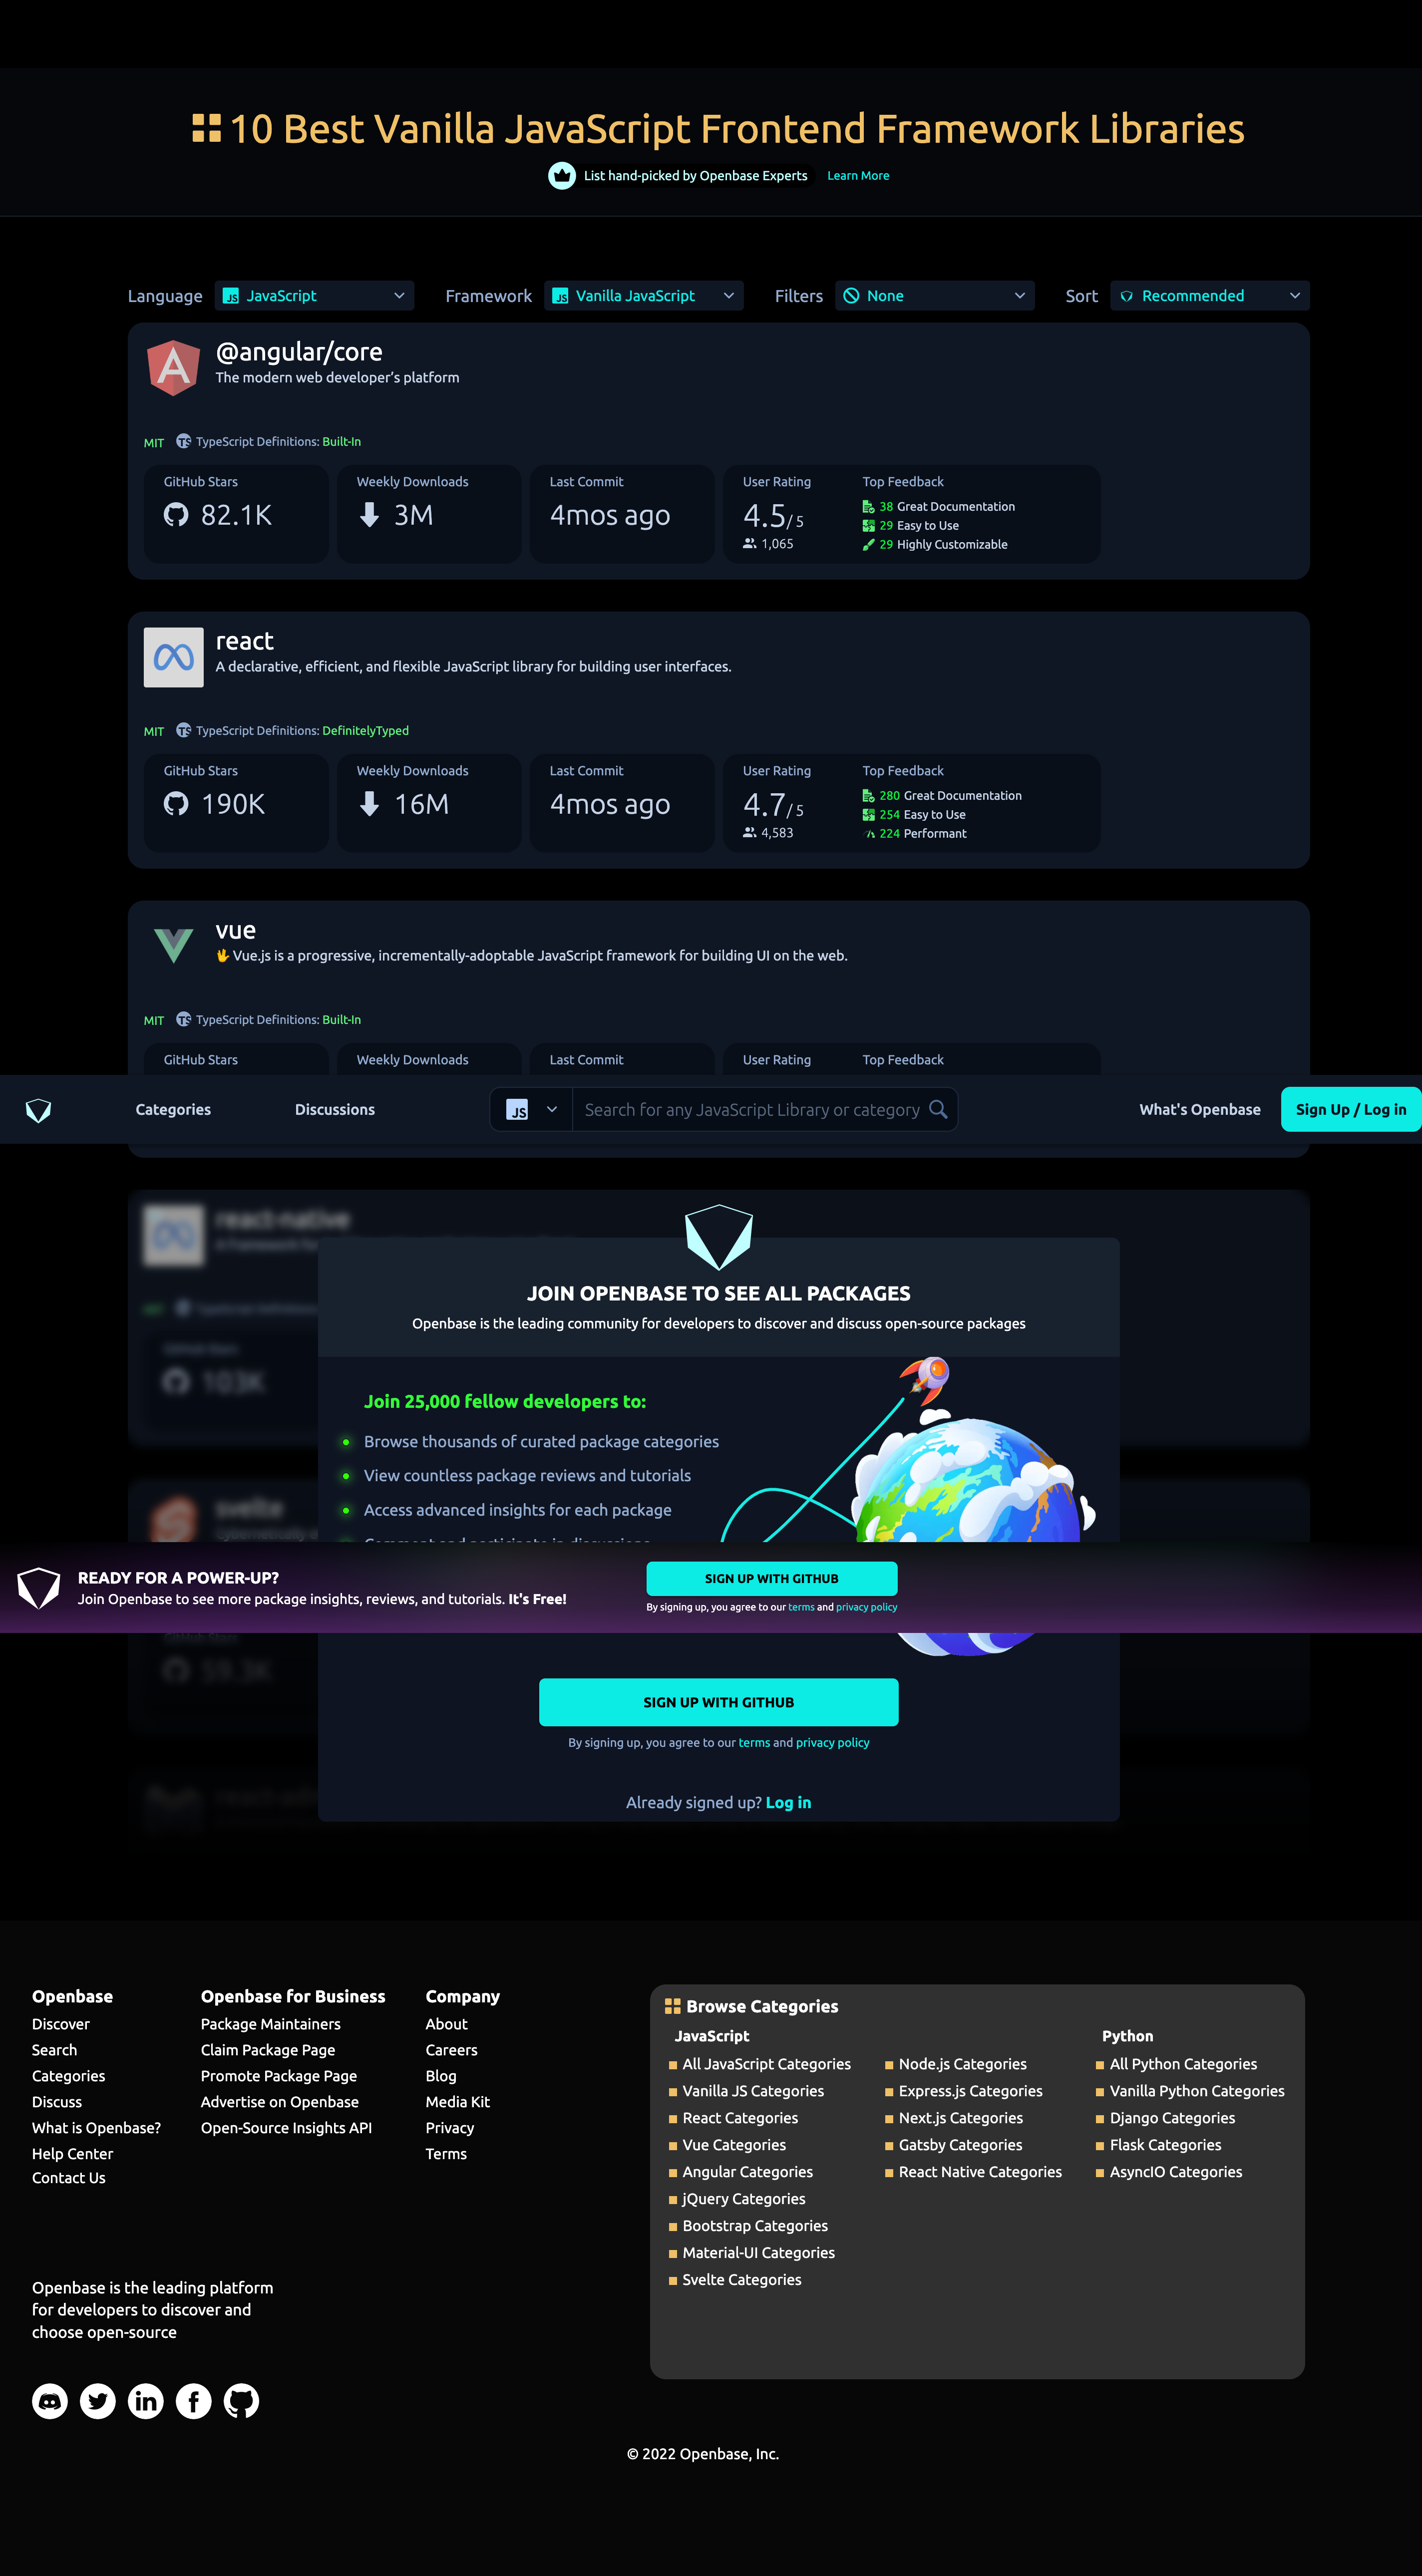 10 Best Vanilla JavaScript Frontend Framework Libraries
List hand-picked by Openbase Experts Learn More
Language JS JavaScript Framework JS Vanilla JavaScript Filters None Sort Recommended
@angular/core
The modern web developer's platform
MIT TS TypeScript Definitions: Built-In
GitHub Stars Weekly Downloads Last Commit User Rating Top Feedback
82.1K 3M 4mos ago 4.5/ 5
1,065
38 Great Documentation
29 Easy to Use
29 Highly Customizable
react
A declarative, efficient, and flexible JavaScript library for building user interfaces.
MIT TS TypeScript Definitions: DefinitelyTyped
GitHub Stars Weekly Downloads Last Commit User Rating Top Feedback
190K 16M 4mos ago 4.7/ 5
4,583
280 Great Documentation
254 Easy to Use
224 Performant
vue
🖖 Vue.js is a progressive, incrementally-adoptable JavaScript framework for building UI on the web.
MIT TS TypeScript Definitions: Built-In
GitHub Stars Weekly Downloads Last Commit User Rating Top Feedback
Categories Discussions JS Search for any JavaScript Library or category What's Openbase Sign Up / Log in
react-native
103K
JOIN OPENBASE TO SEE ALL PACKAGES
Openbase is the leading community for developers to discover and discuss open-source packages
Join 25,000 fellow developers to:
Browse thousands of curated package categories
View countless package reviews and tutorials
Access advanced insights for each package
svelte
READY FOR A POWER-UP?
Join Openbase to see more package insights, reviews, and tutorials. It's Free!
SIGN UP WITH GITHUB
By signing up, you agree to our terms and privacy policy
59.3K
SIGN UP WITH GITHUB
By signing up, you agree to our terms and privacy policy
Already signed up? Log in
Openbase
Discover
Search
Categories
Discuss
What is Openbase?
Help Center
Contact Us
Openbase for Business
Package Maintainers
Claim Package Page
Promote Package Page
Advertise on Openbase
Open-Source Insights API
Company
About
Careers
Blog
Media Kit
Privacy
Terms
Browse Categories
JavaScript
All JavaScript Categories
Vanilla JS Categories
React Categories
Vue Categories
Angular Categories
jQuery Categories
Bootstrap Categories
Material-UI Categories
Svelte Categories
Node.js Categories
Express.js Categories
Next.js Categories
Gatsby Categories
React Native Categories
Python
All Python Categories
Vanilla Python Categories
Django Categories
Flask Categories
AsyncIO Categories
Openbase is the leading platform
for developers to discover and
choose open-source
© 2022 Openbase, Inc.